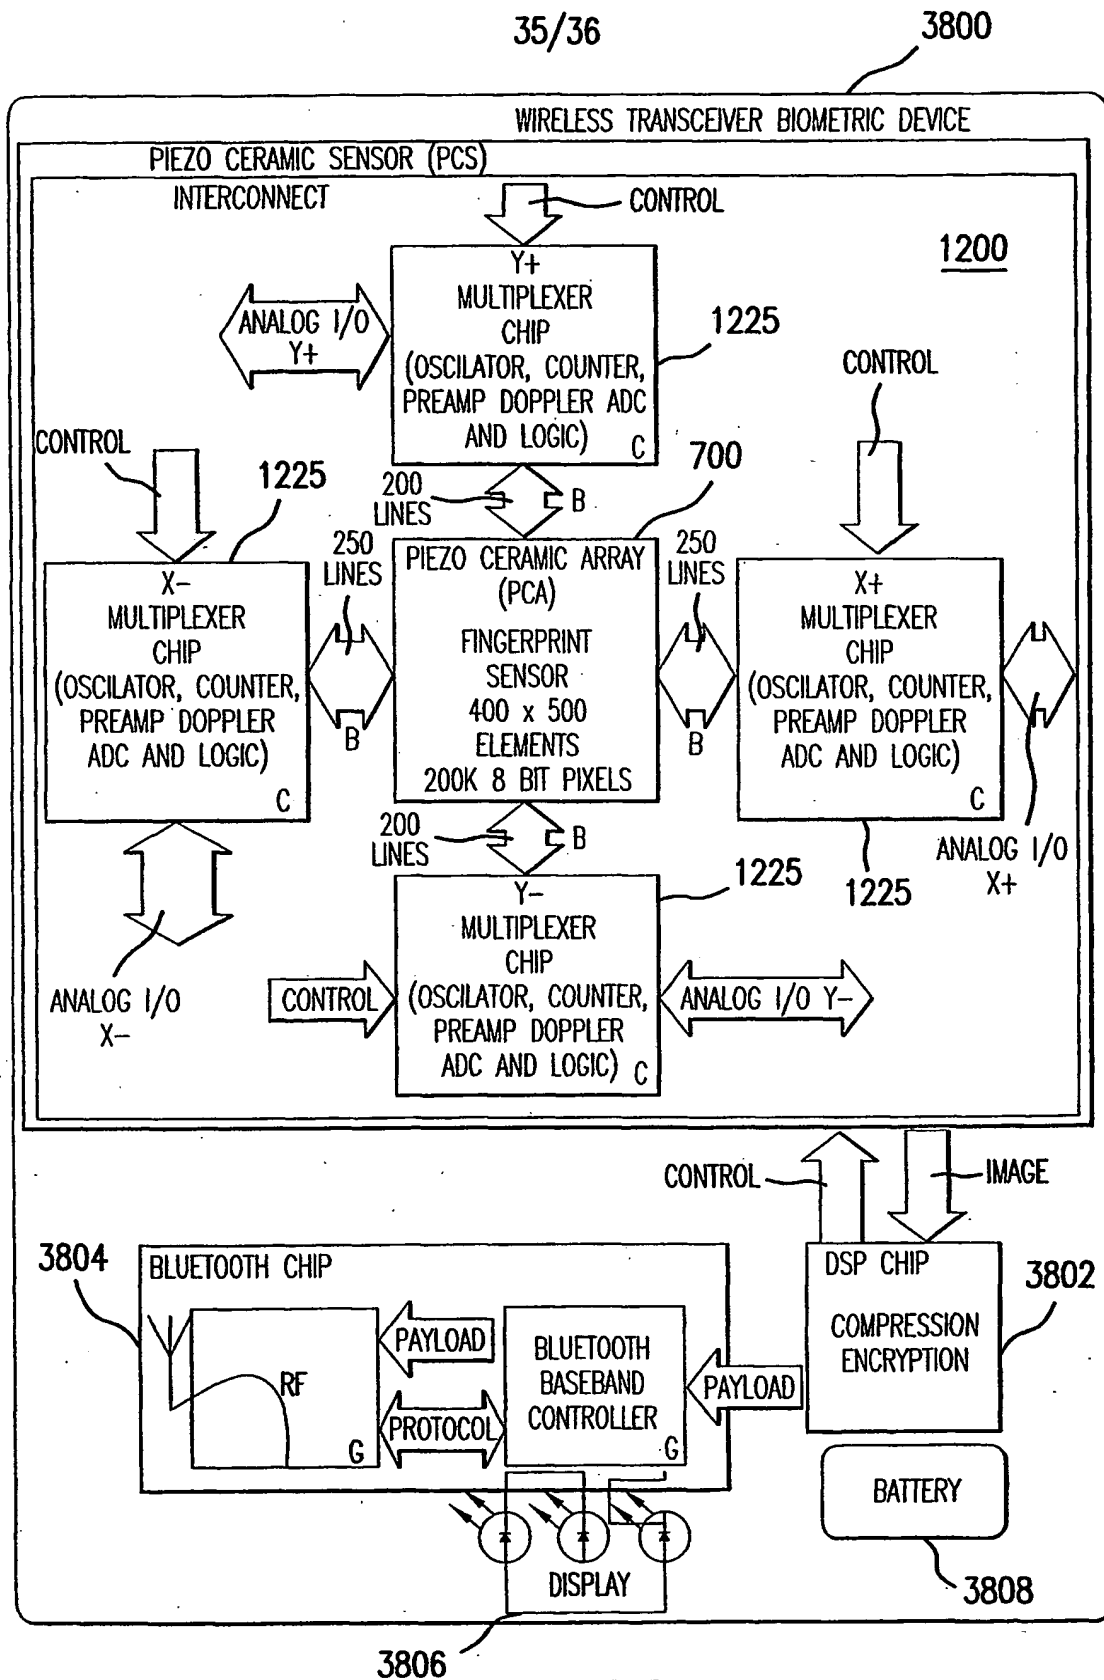 35/36
3800
WIRELESS TRANSCEIVER BIOMETRIC DEVICE
PIEZO CERAMIC SENSOR (PCS)
INTERCONNECT
CONTROL
1200
Y+
MULTIPLEXER
CHIP
(OSCILATOR, COUNTER,
PREAMP DOPPLER ADC
AND LOGIC)
C
ANALOG I/O
Y+
1225
CONTROL
CONTROL
1225
200
LINES
B
700
X-
MULTIPLEXER
CHIP
(OSCILATOR, COUNTER,
PREAMP DOPPLER
ADC AND LOGIC)
C
250
LINES
B
PIEZO CERAMIC ARRAY
(PCA)
FINGERPRINT
SENSOR
400 x 500
ELEMENTS
200K 8 BIT PIXELS
250
LINES
B
X+
MULTIPLEXER
CHIP
(OSCILATOR, COUNTER,
PREAMP DOPPLER
ADC AND LOGIC)
C
200
LINES
B
1225
1225
ANALOG I/O
X+
ANALOG I/O
X-
CONTROL
Y-
MULTIPLEXER
CHIP
(OSCILATOR, COUNTER,
PREAMP DOPPLER
ADC AND LOGIC)
C
ANALOG I/O Y-
CONTROL
IMAGE
3804
BLUETOOTH CHIP
RF
G
PAYLOAD
PROTOCOL
BLUETOOTH
BASEBAND
CONTROLLER
G
PAYLOAD
DSP CHIP
COMPRESSION
ENCRYPTION
3802
BATTERY
3808
DISPLAY
3806